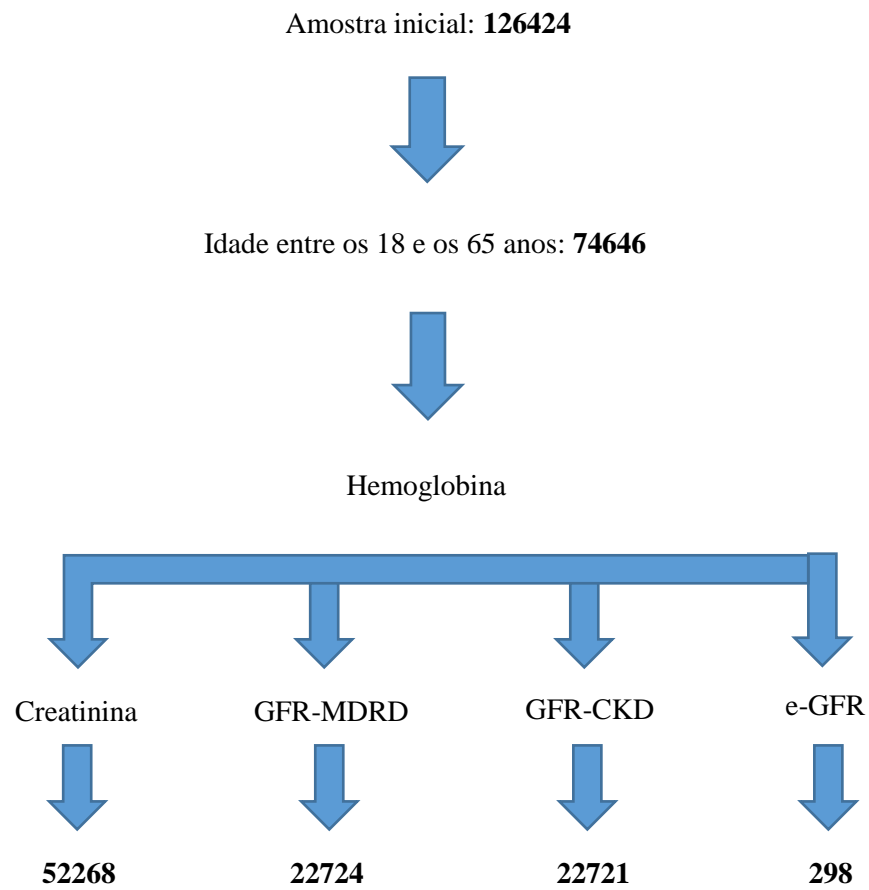 Amostra inicial: 126424
Idade entre os 18 e os 65 anos: 74646
Hemoglobina
Creatinina GFR-MDRD GFR-CKD e-GFR
52268 22724 22721 298